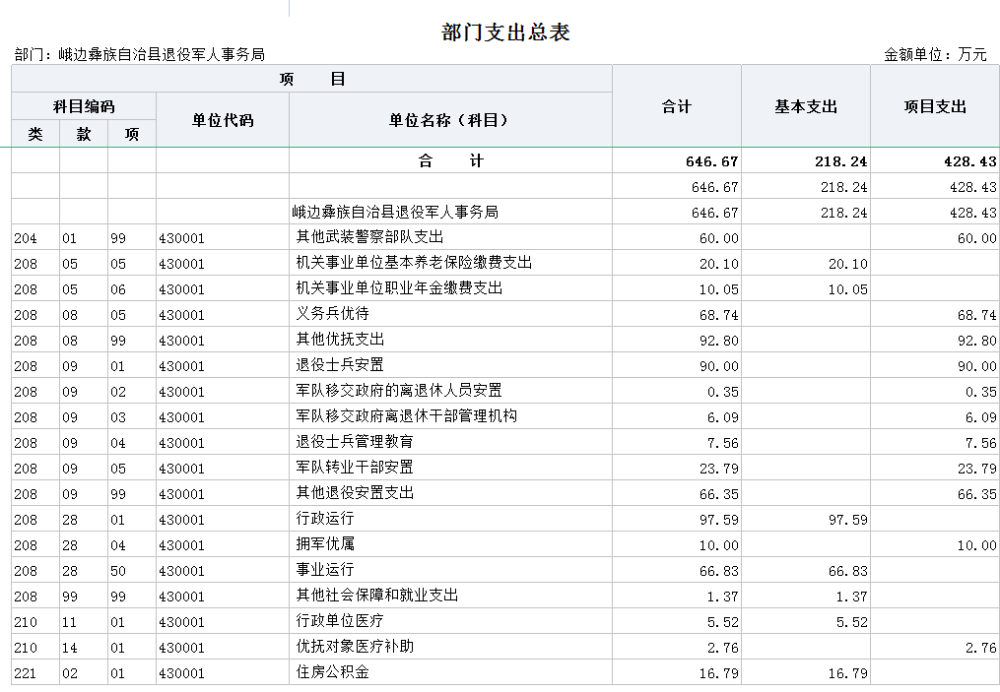 部门支出总表
部门：峨边彝族自治县退役军人事务局 金额单位：万元
项 目 合计 基本支出 项目支出
科目编码 单位代码 单位名称（科目）
类 款 项
合 计 646.67 218.24 428.43
646.67 218.24 428.43
峨边彝族自治县退役军人事务局 646.67 218.24 428.43
204 01 99 430001 其他武装警察部队支出 60.00 60.00
208 05 05 430001 机关事业单位基本养老保险缴费支出 20.10 20.10
208 05 06 430001 机关事业单位职业年金缴费支出 10.05 10.05
208 08 05 430001 义务兵优待 68.74 68.74
208 08 99 430001 其他优抚支出 92.80 92.80
208 09 01 430001 退役士兵安置 90.00 90.00
208 09 02 430001 军队移交政府的离退休人员安置 0.35 0.35
208 09 03 430001 军队移交政府离退休干部管理机构 6.09 6.09
208 09 04 430001 退役士兵管理教育 7.56 7.56
208 09 05 430001 军队转业干部安置 23.79 23.79
208 09 99 430001 其他退役安置支出 66.35 66.35
208 28 01 430001 行政运行 97.59 97.59
208 28 04 430001 拥军优属 10.00 10.00
208 28 50 430001 事业运行 66.83 66.83
208 99 99 430001 其他社会保障和就业支出 1.37 1.37
210 11 01 430001 行政单位医疗 5.52 5.52
210 14 01 430001 优抚对象医疗补助 2.76 2.76
221 02 01 430001 住房公积金 16.79 16.79